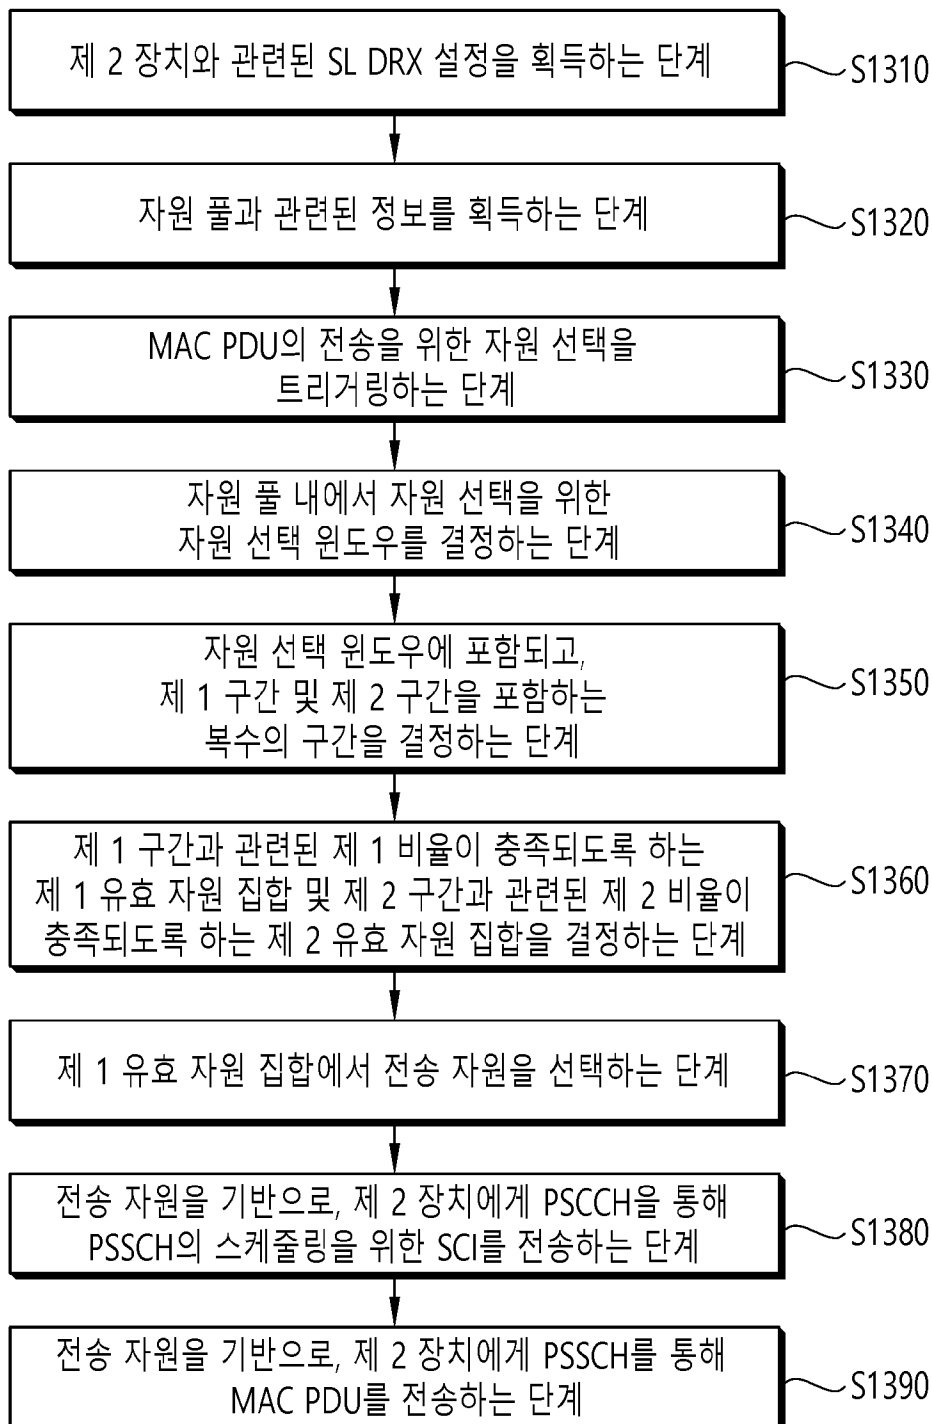 제 2 장치와 관련된 SL DRX 설정을 획득하는 단계
S1310
자원 풀과 관련된 정보를 획득하는 단계
S1320
MAC PDU의 전송을 위한 자원 선택을
트리거링하는 단계
S1330
자원 풀 내에서 자원 선택을 위한
자원 선택 윈도우를 결정하는 단계
S1340
자원 선택 윈도우에 포함되고,
제 1 구간 및 제 2 구간을 포함하는
복수의 구간을 결정하는 단계
S1350
제 1 구간과 관련된 제 1 비율이 충족되도록 하는
제 1 유효 자원 집합 및 제 2 구간과 관련된 제 2 비율이
충족되도록 하는 제 2 유효 자원 집합을 결정하는 단계
S1360
제 1 유효 자원 집합에서 전송 자원을 선택하는 단계
S1370
전송 자원을 기반으로, 제 2 장치에게 PSCCH을 통해
PSSCH의 스케줄링을 위한 SCI를 전송하는 단계
S1380
전송 자원을 기반으로, 제 2 장치에게 PSSCH를 통해
MAC PDU를 전송하는 단계
S1390